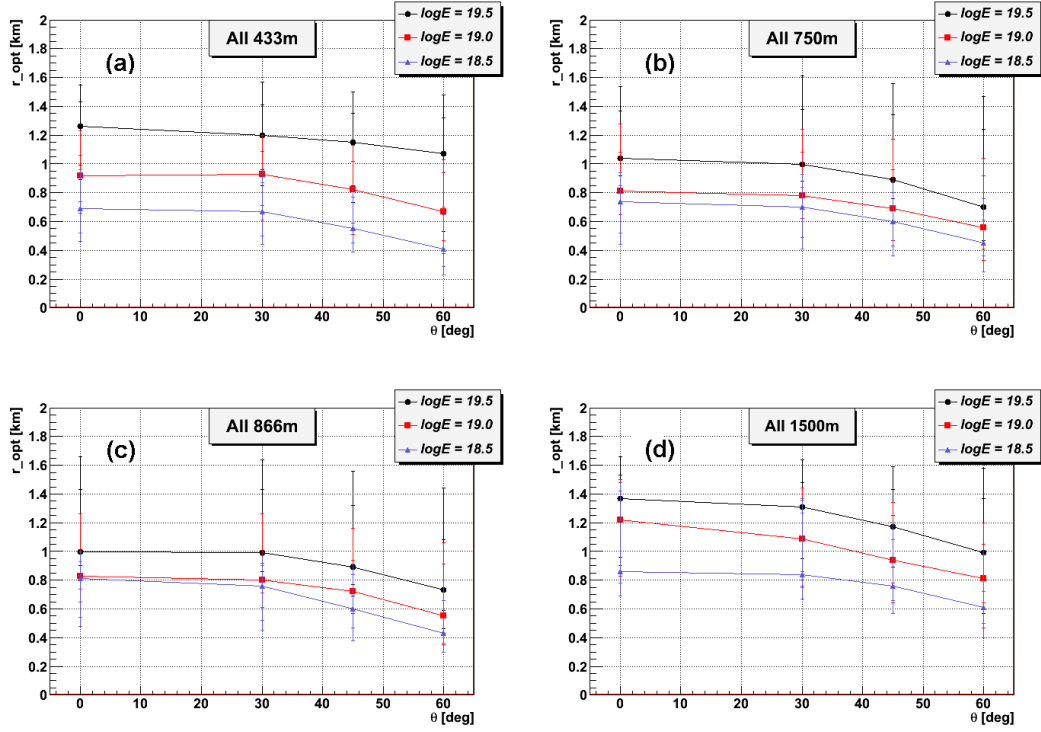 All 433m
logE = 19.5
logE = 19.0
logE = 18.5
(a)
r_opt [km]
2
1.8
1.6
1.4
1.2
1
0.8
0.6
0.4
0.2
0
0 10 20 30 40 50 60
θ [deg]
All 750m
logE = 19.5
logE = 19.0
logE = 18.5
(b)
r_opt [km]
2
1.8
1.6
1.4
1.2
1
0.8
0.6
0.4
0.2
0
0 10 20 30 40 50 60
θ [deg]
All 866m
logE = 19.5
logE = 19.0
logE = 18.5
(c)
r_opt [km]
2
1.8
1.6
1.4
1.2
1
0.8
0.6
0.4
0.2
0
0 10 20 30 40 50 60
θ [deg]
All 1500m
logE = 19.5
logE = 19.0
logE = 18.5
(d)
r_opt [km]
2
1.8
1.6
1.4
1.2
1
0.8
0.6
0.4
0.2
0
0 10 20 30 40 50 60
θ [deg]